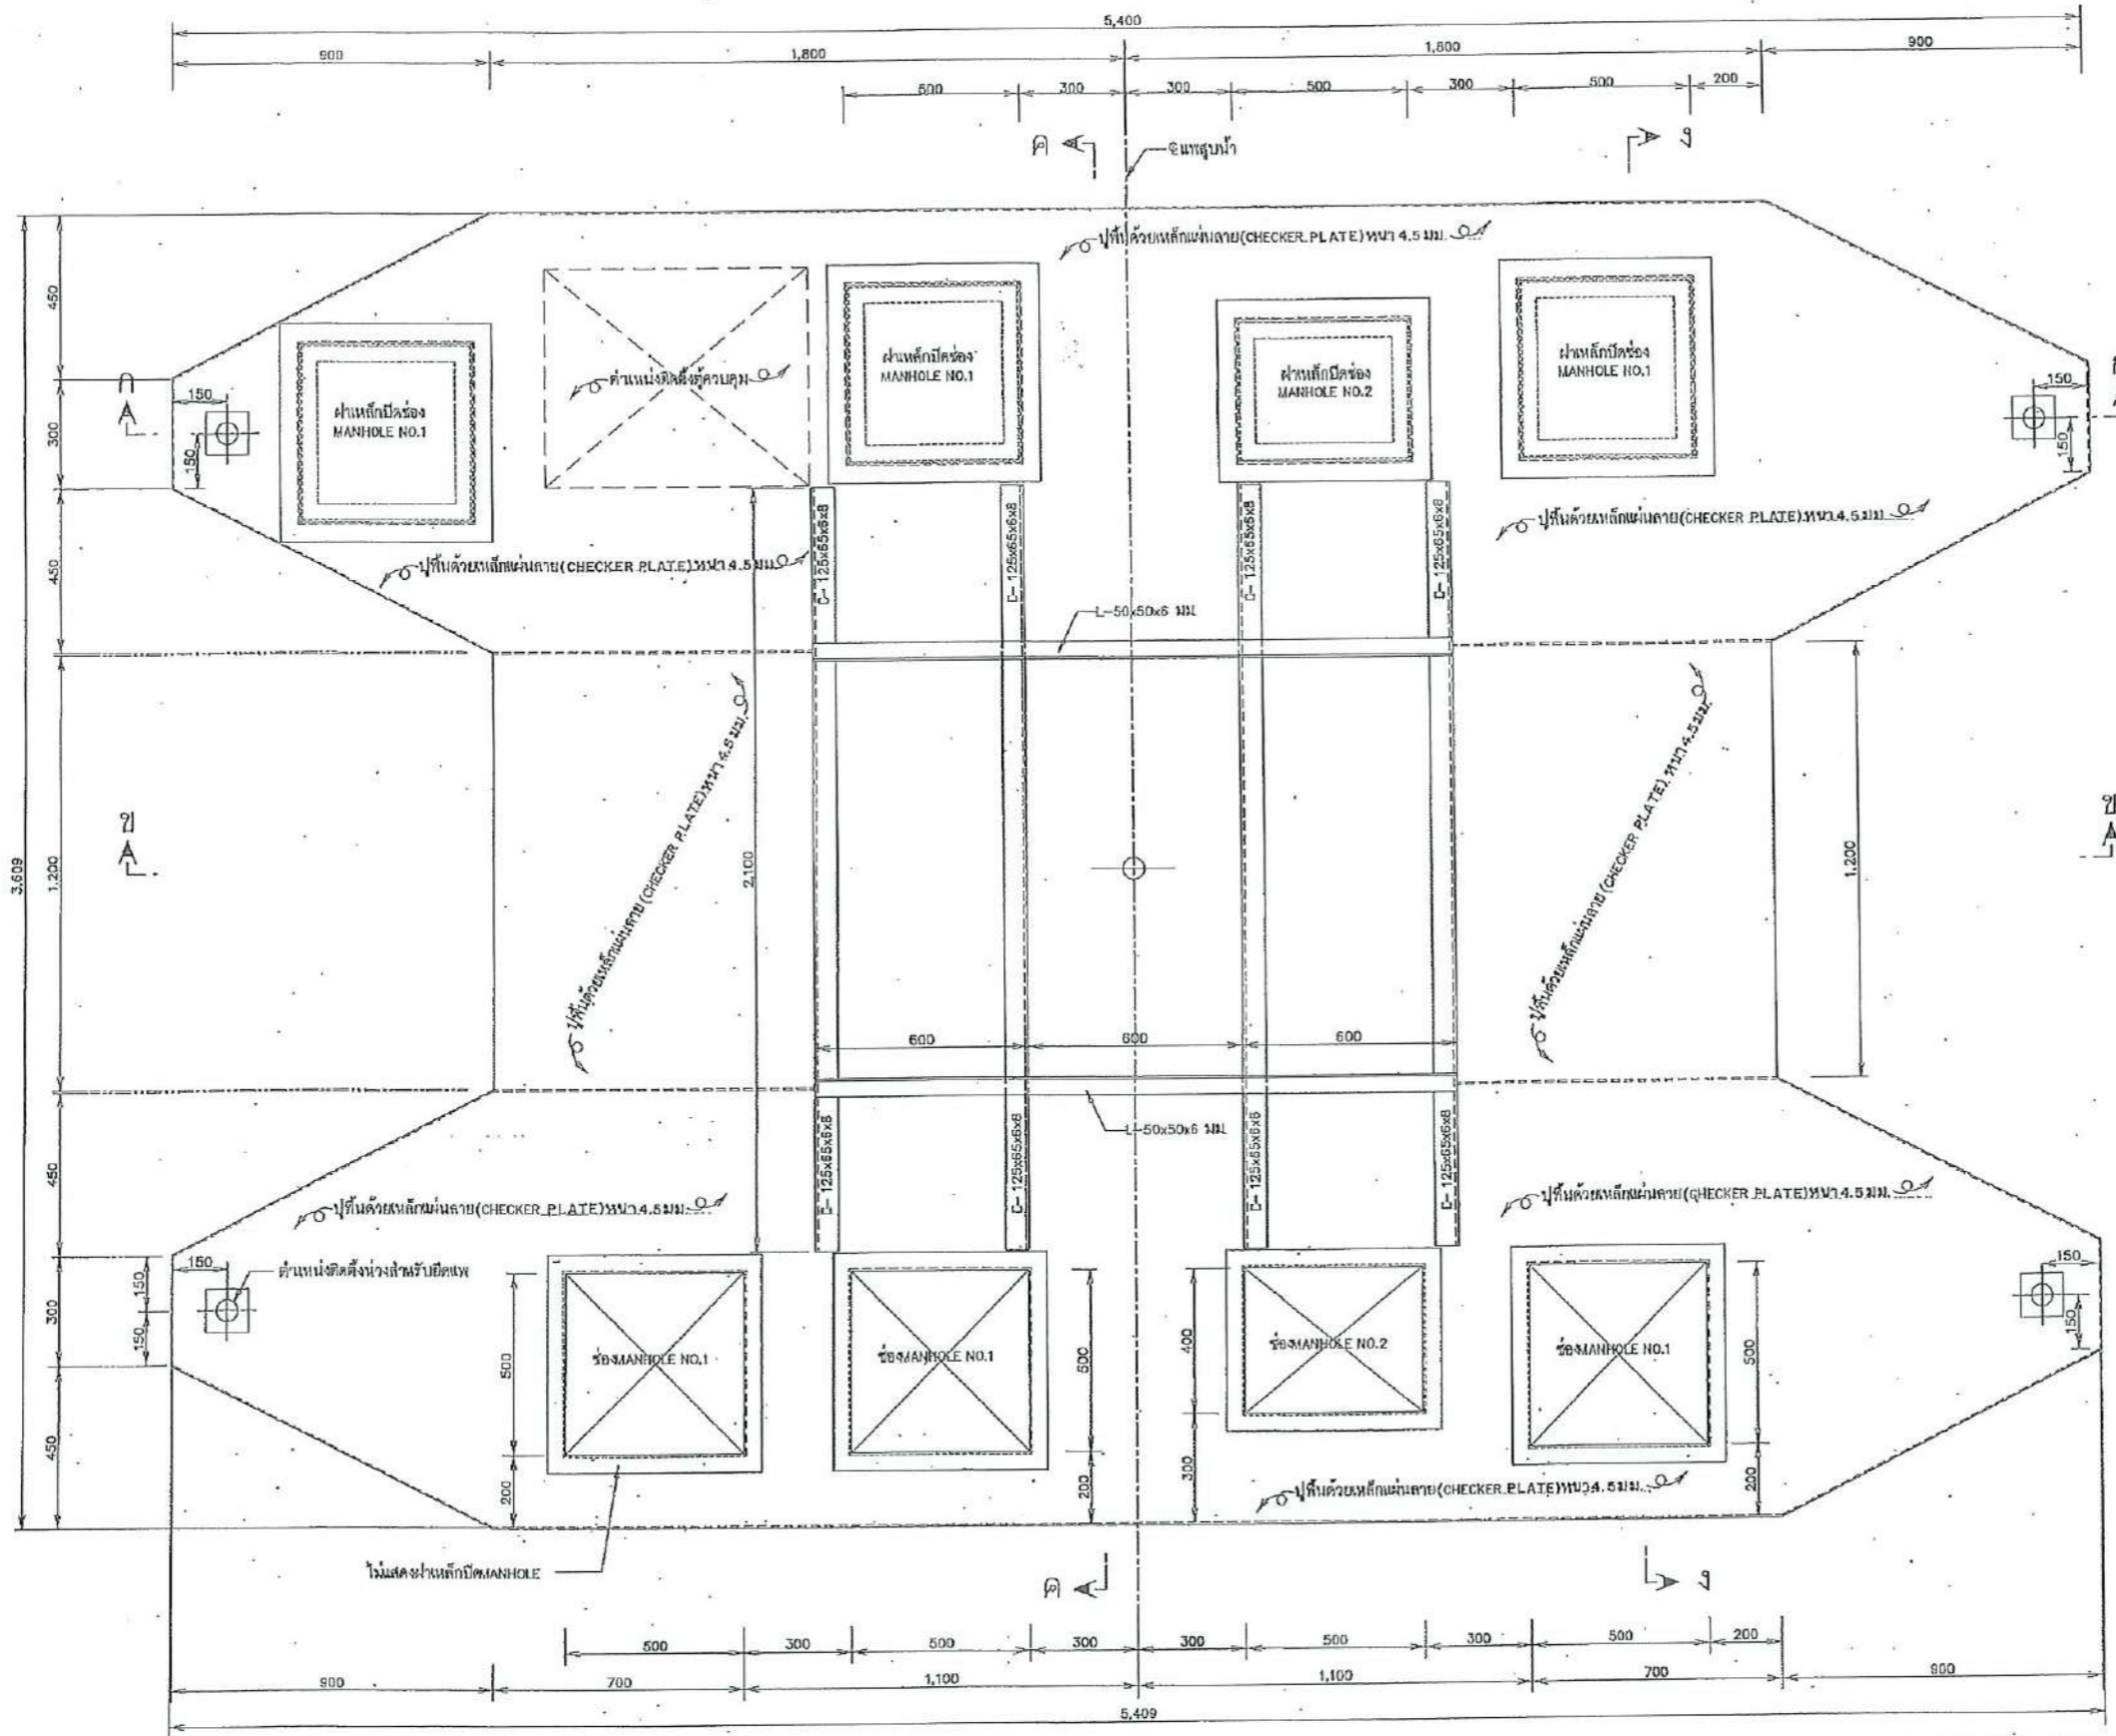 5,400
900
1,800
1,800
900
500
300
300
500
300
500
200
ค
ง
℄แพสูบน้ำ
ปูพื้นด้วยเหล็กแผ่นลาย(CHECKER PLATE)หนา 4.5 มม.
450
300
450
1,200
450
300
450
3,609
ก
ฝาเหล็กปิดช่อง
MANHOLE NO.1
ตำแหน่งติดตั้งตู้ควบคุม
ฝาเหล็กปิดช่อง
MANHOLE NO.1
ฝาเหล็กปิดช่อง
MANHOLE NO.2
ฝาเหล็กปิดช่อง
MANHOLE NO.1
150
150
150
150
ปูพื้นด้วยเหล็กแผ่นลาย(CHECKER PLATE)หนา 4.5 มม.
ปูพื้นด้วยเหล็กแผ่นลาย(CHECKER PLATE)หนา 4.5 มม.
[-125x65x6x8
[-125x65x6x8
[-125x65x6x8
[-125x65x6x8
L-50x50x6 มม.
ปูพื้นด้วยเหล็กแผ่นลาย(CHECKER PLATE)หนา 4.5 มม.
2,100
ปูพื้นด้วยเหล็กแผ่นลาย(CHECKER PLATE)หนา 4.5 มม.
1,200
ข
ข
600
600
600
L-50x50x6 มม.
[-125x65x6x8
[-125x65x6x8
[-125x65x6x8
[-125x65x6x8
ปูพื้นด้วยเหล็กแผ่นลาย(CHECKER PLATE)หนา 4.5 มม.
ปูพื้นด้วยเหล็กแผ่นลาย(CHECKER PLATE)หนา 4.5 มม.
150
150
150
ตำแหน่งติดตั้งห่วงสำหรับยึดแพ
150
150
ช่องMANHOLE NO.1
ช่องMANHOLE NO.1
ช่องMANHOLE NO.2
ช่องMANHOLE NO.1
500
200
500
200
400
300
500
200
ปูพื้นด้วยเหล็กแผ่นลาย(CHECKER PLATE)หนา 4.5 มม.
ไม่แสดงฝาเหล็กปิดMANHOLE
ค
ง
500
300
500
300
300
500
300
500
200
900
700
1,100
1,100
700
900
5,409